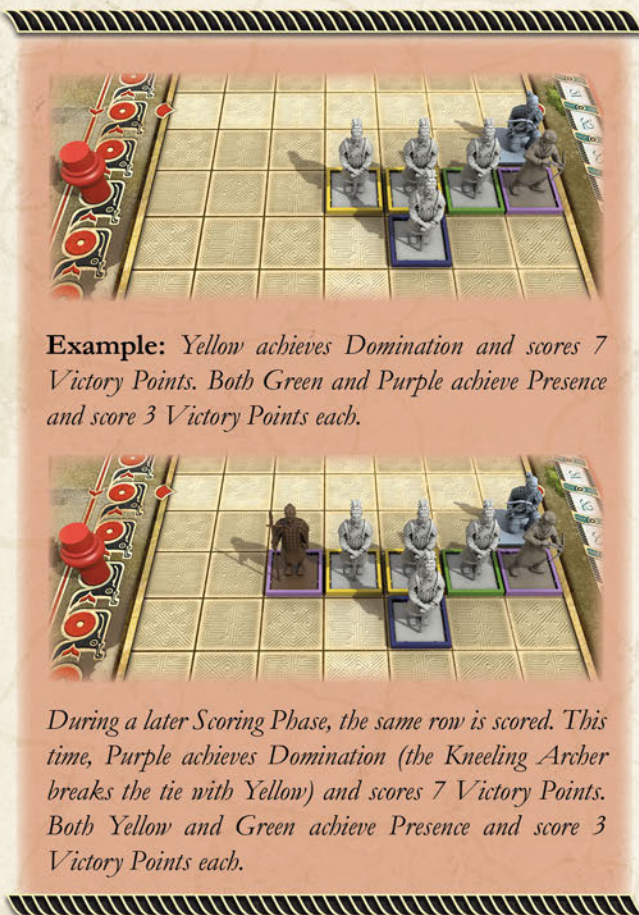 Example: Yellow achieves Domination and scores 7
Victory Points. Both Green and Purple achieve Presence
and score 3 Victory Points each.
During a later Scoring Phase, the same row is scored. This
time, Purple achieves Domination (the Kneeling Archer
breaks the tie with Yellow) and scores 7 Victory Points.
Both Yellow and Green achieve Presence and score 3
Victory Points each.